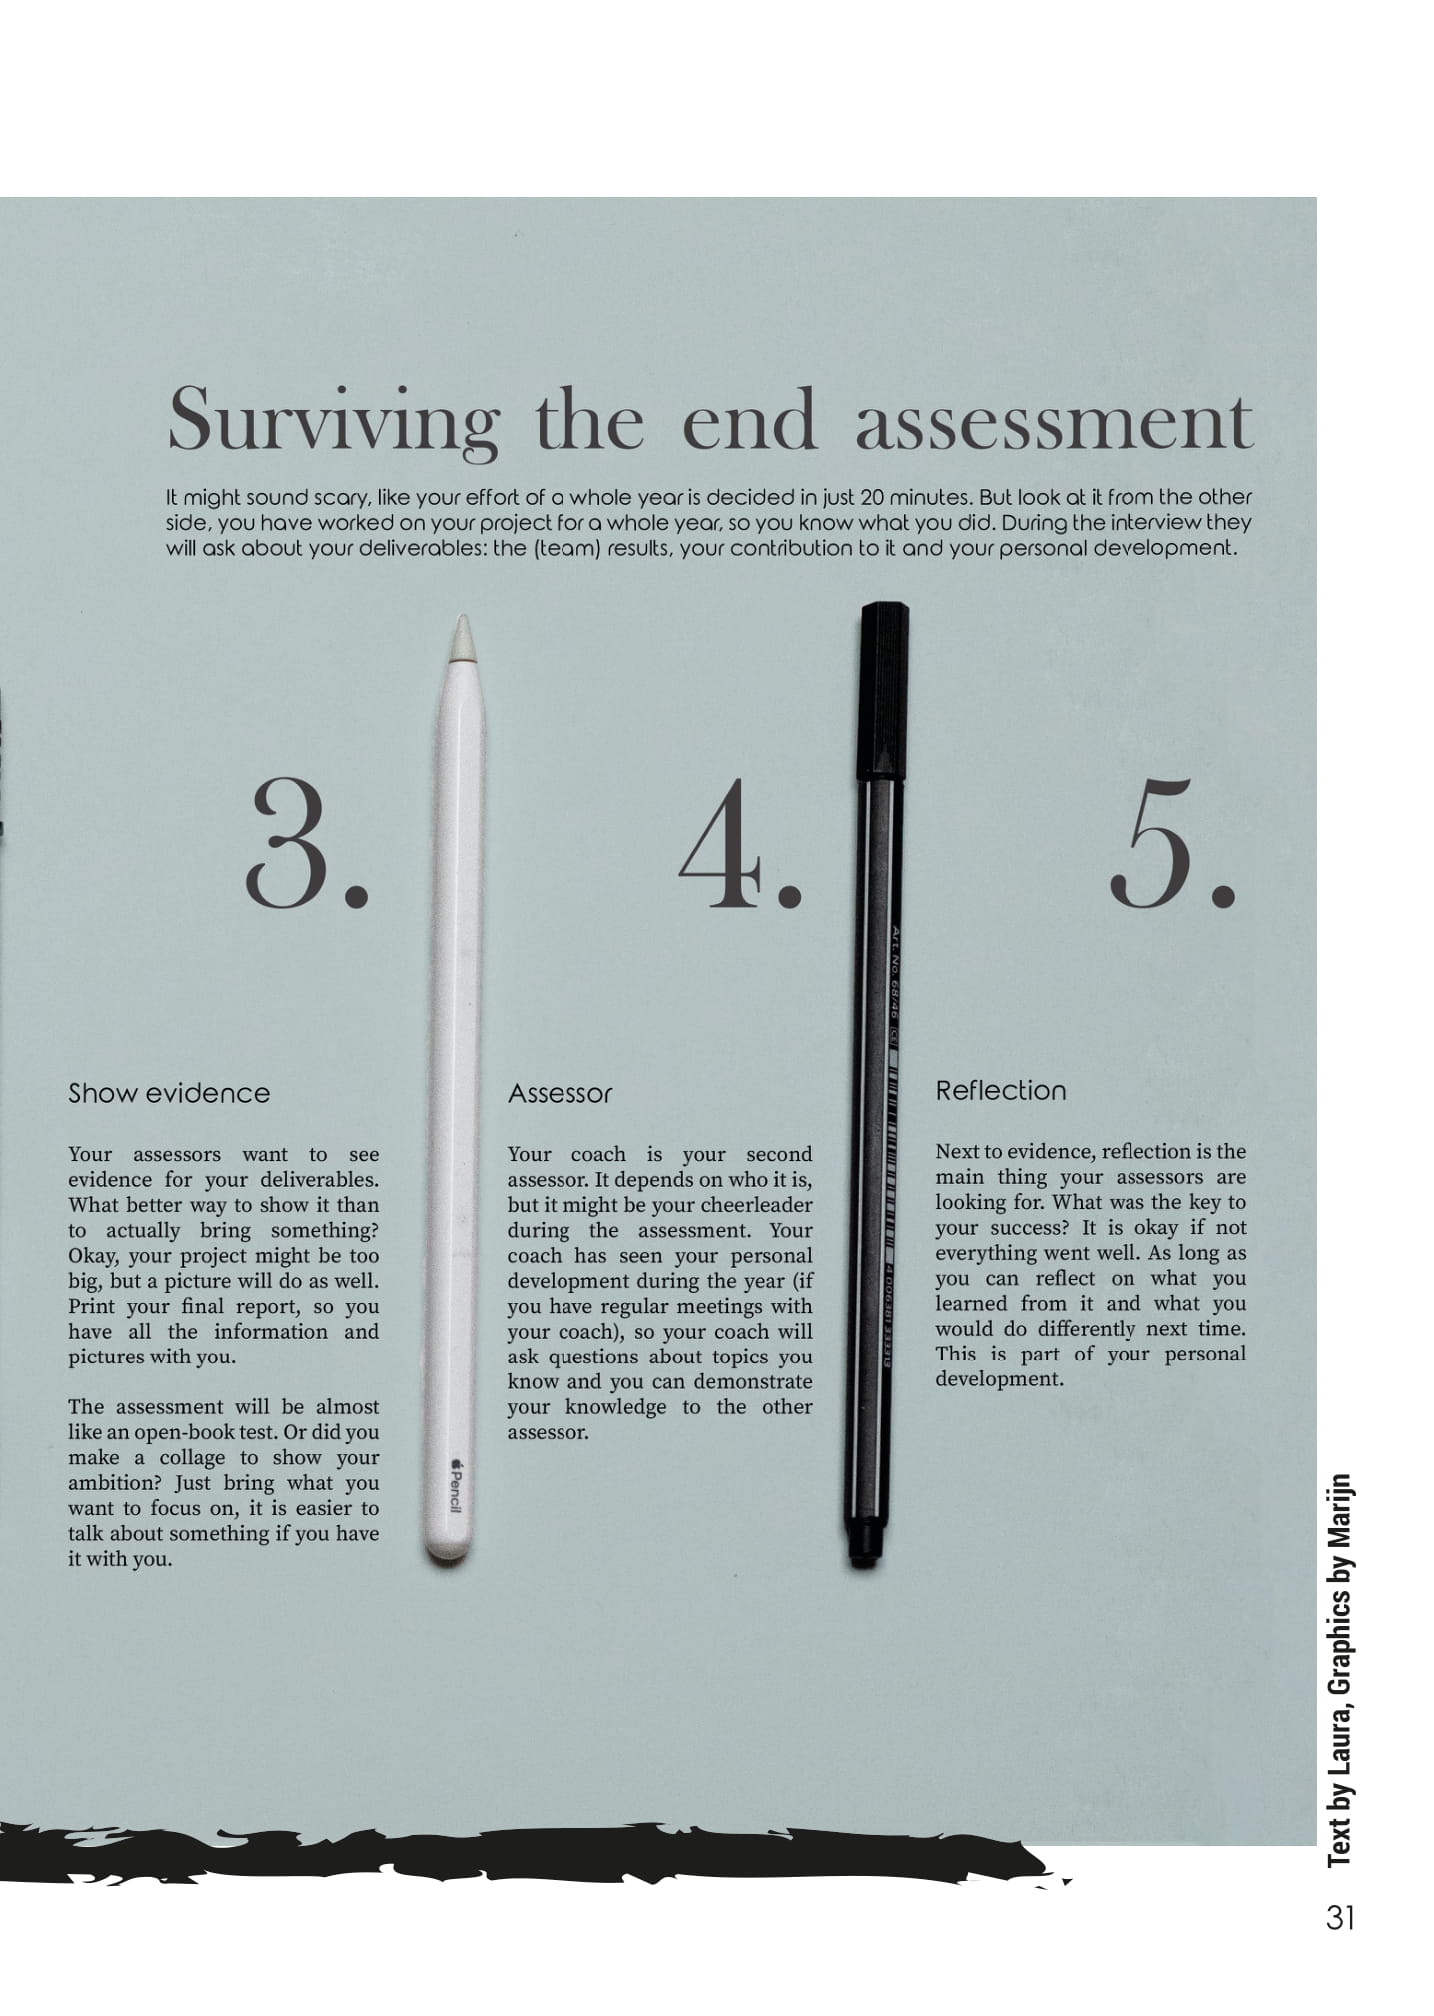 Surviving the end assessment
It might sound scary, like your effort of a whole year is decided in just 20 minutes. But look at it from the other
side, you have worked on your project for a whole year, so you know what you did. During the interview they
will ask about your deliverables: the (team) results, your contribution to it and your personal development.
3.
Show evidence
Your assessors want to see
evidence for your deliverables.
What better way to show it than
to actually bring something?
Okay, your project might be too
big, but a picture will do as well.
Print your final report, so you
have all the information and
pictures with you.
The assessment will be almost
like an open-book test. Or did you
make a collage to show your
ambition? Just bring what you
want to focus on, it is easier to
talk about something if you have
it with you.
Pencil
4.
Assessor
Your coach is your second
assessor. It depends on who it is,
but it might be your cheerleader
during the assessment. Your
coach has seen your personal
development during the year (if
you have regular meetings with
your coach), so your coach will
ask questions about topics you
know and you can demonstrate
your knowledge to the other
assessor.
Art. No. 68/46 CE
4 006381 333313
5.
Reflection
Next to evidence, reflection is the
main thing your assessors are
looking for. What was the key to
your success? It is okay if not
everything went well. As long as
you can reflect on what you
learned from it and what you
would do differently next time.
This is part of your personal
development.
Text by Laura, Graphics by Marijn
31